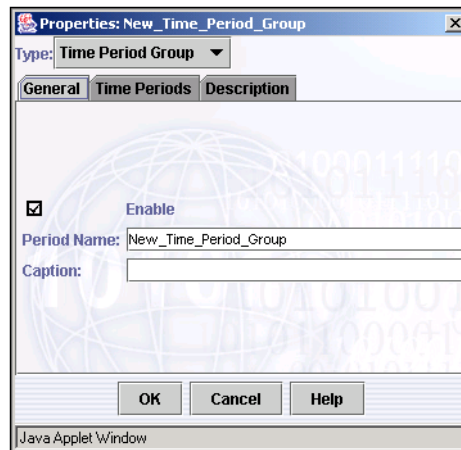 Properties: New_Time_Period_Group
Type: Time Period Group
General Time Periods Description
Enable
Period Name: New_Time_Period_Group
Caption:
OK Cancel Help
Java Applet Window